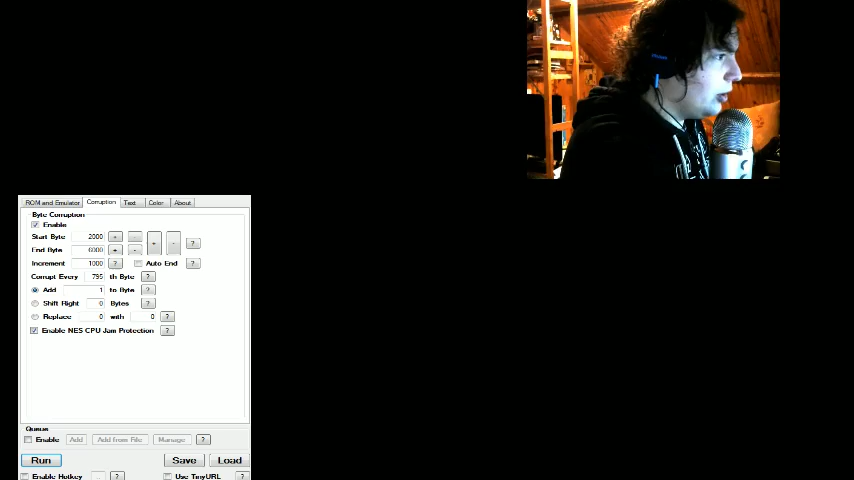 ROM and Emulator Corruption Text Color About
Byte Corruption
Enable
Start Byte 2000 + - + - ?
End Byte 6000 + -
Increment 1000 ? Auto End ?
Corrupt Every 795 th Byte ?
Add 1 to Byte ?
Shift Right 0 Bytes ?
Replace 0 with 0 ?
Enable NES CPU Jam Protection ?
Queue
Enable Add Add from File Manage ?
Run Save Load
Enable Hotkey ? Use TinyURL ?